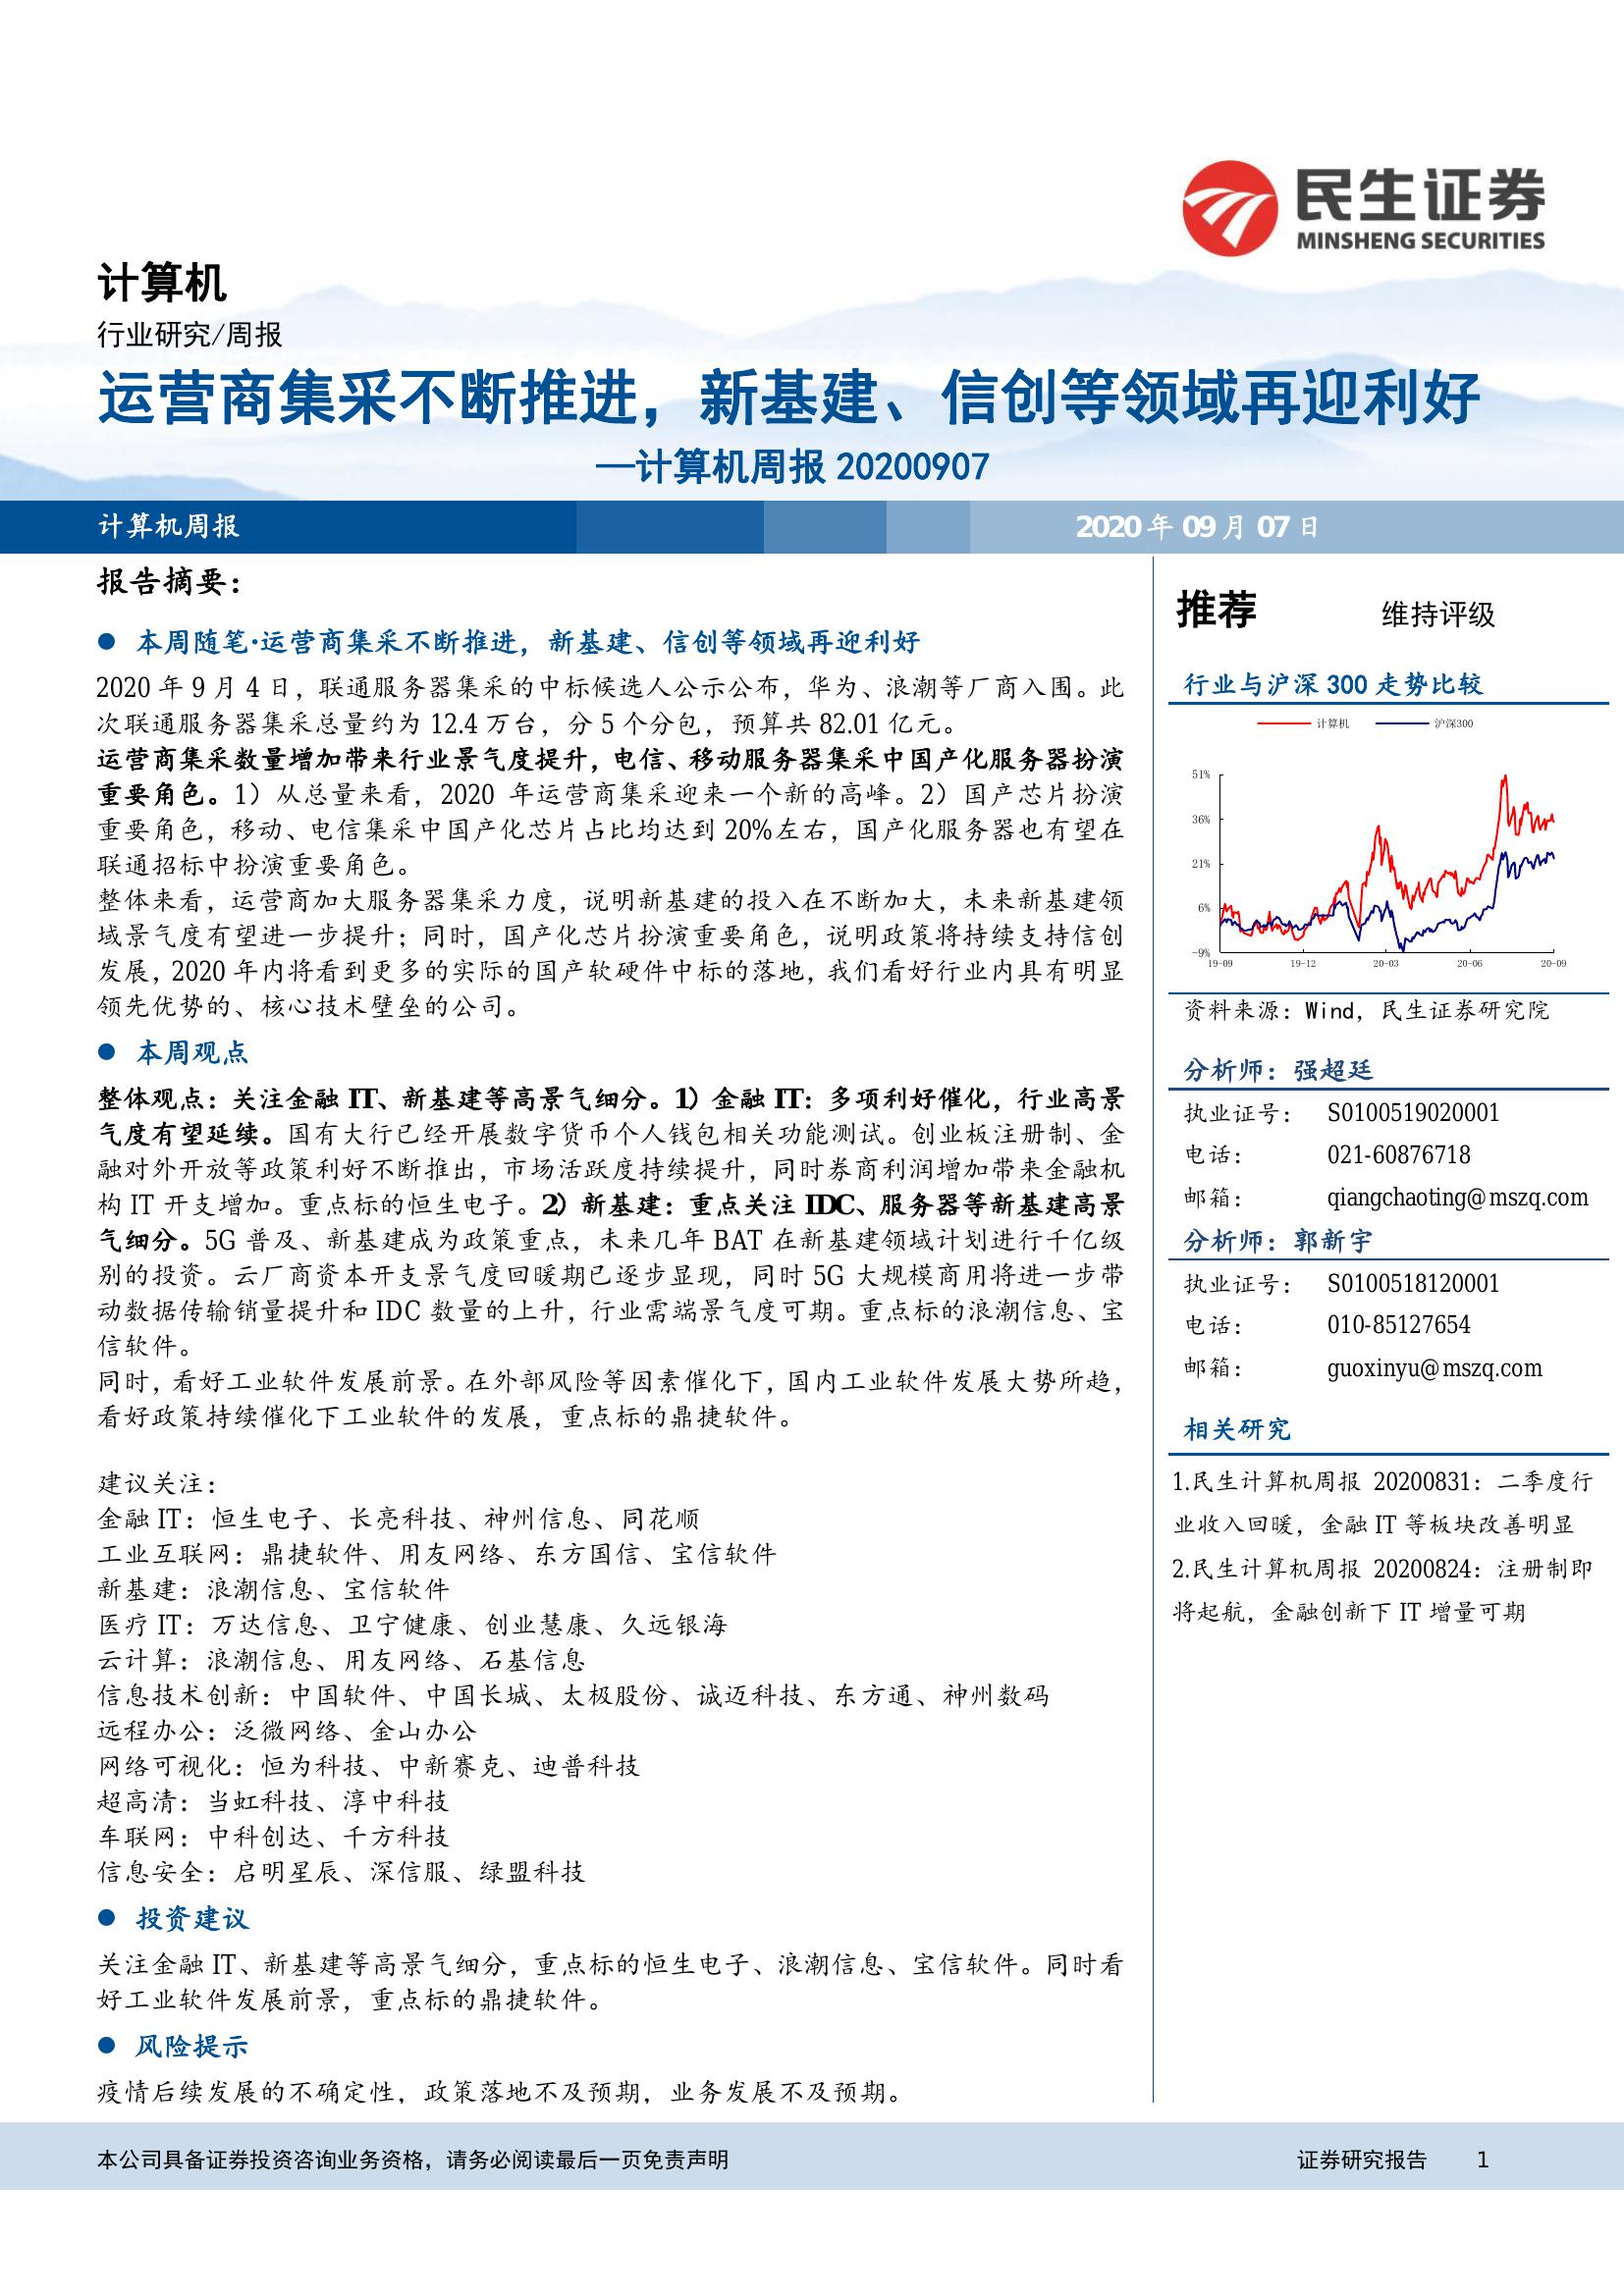 民生证券
MINSHENG SECURITIES
计算机
行业研究/周报
运营商集采不断推进，新基建、信创等领域再迎利好
—计算机周报 20200907
计算机周报
2020 年 09 月 07 日
报告摘要：
● 本周随笔·运营商集采不断推进，新基建、信创等领域再迎利好
2020 年 9 月 4 日，联通服务器集采的中标候选人公示公布，华为、浪潮等厂商入围。此
次联通服务器集采总量约为 12.4 万台，分 5 个分包，预算共 82.01 亿元。
运营商集采数量增加带来行业景气度提升，电信、移动服务器集采中国产化服务器扮演
重要角色。1）从总量来看，2020 年运营商集采迎来一个新的高峰。2）国产芯片扮演
重要角色，移动、电信集采中国产化芯片占比均达到 20%左右，国产化服务器也有望在
联通招标中扮演重要角色。
整体来看，运营商加大服务器集采力度，说明新基建的投入在不断加大，未来新基建领
域景气度有望进一步提升；同时，国产化芯片扮演重要角色，说明政策将持续支持信创
发展，2020 年内将看到更多的实际的国产软硬件中标的落地，我们看好行业内具有明显
领先优势的、核心技术壁垒的公司。
● 本周观点
整体观点：关注金融 IT、新基建等高景气细分。1）金融 IT：多项利好催化，行业高景
气度有望延续。国有大行已经开展数字货币个人钱包相关功能测试。创业板注册制、金
融对外开放等政策利好不断推出，市场活跃度持续提升，同时券商利润增加带来金融机
构 IT 开支增加。重点标的恒生电子。2）新基建：重点关注 IDC、服务器等新基建高景
气细分。5G 普及、新基建成为政策重点，未来几年 BAT 在新基建领域计划进行千亿级
别的投资。云厂商资本开支景气度回暖期已逐步显现，同时 5G 大规模商用将进一步带
动数据传输销量提升和 IDC 数量的上升，行业需端景气度可期。重点标的浪潮信息、宝
信软件。
同时，看好工业软件发展前景。在外部风险等因素催化下，国内工业软件发展大势所趋，
看好政策持续催化下工业软件的发展，重点标的鼎捷软件。
建议关注：
金融 IT：恒生电子、长亮科技、神州信息、同花顺
工业互联网：鼎捷软件、用友网络、东方国信、宝信软件
新基建：浪潮信息、宝信软件
医疗 IT：万达信息、卫宁健康、创业慧康、久远银海
云计算：浪潮信息、用友网络、石基信息
信息技术创新：中国软件、中国长城、太极股份、诚迈科技、东方通、神州数码
远程办公：泛微网络、金山办公
网络可视化：恒为科技、中新赛克、迪普科技
超高清：当虹科技、淳中科技
车联网：中科创达、千方科技
信息安全：启明星辰、深信服、绿盟科技
● 投资建议
关注金融 IT、新基建等高景气细分，重点标的恒生电子、浪潮信息、宝信软件。同时看
好工业软件发展前景，重点标的鼎捷软件。
● 风险提示
疫情后续发展的不确定性，政策落地不及预期，业务发展不及预期。
推荐 维持评级
行业与沪深 300 走势比较
计算机 沪深300
51%
36%
21%
6%
-9%
19-09 19-12 20-03 20-06 20-09
资料来源：Wind，民生证券研究院
分析师：强超廷
执业证号： S0100519020001
电话： 021-60876718
邮箱： qiangchaoting@mszq.com
分析师：郭新宇
执业证号： S0100518120001
电话： 010-85127654
邮箱： guoxinyu@mszq.com
相关研究
1.民生计算机周报 20200831：二季度行
业收入回暖，金融 IT 等板块改善明显
2.民生计算机周报 20200824：注册制即
将起航，金融创新下 IT 增量可期
本公司具备证券投资咨询业务资格，请务必阅读最后一页免责声明
证券研究报告 1